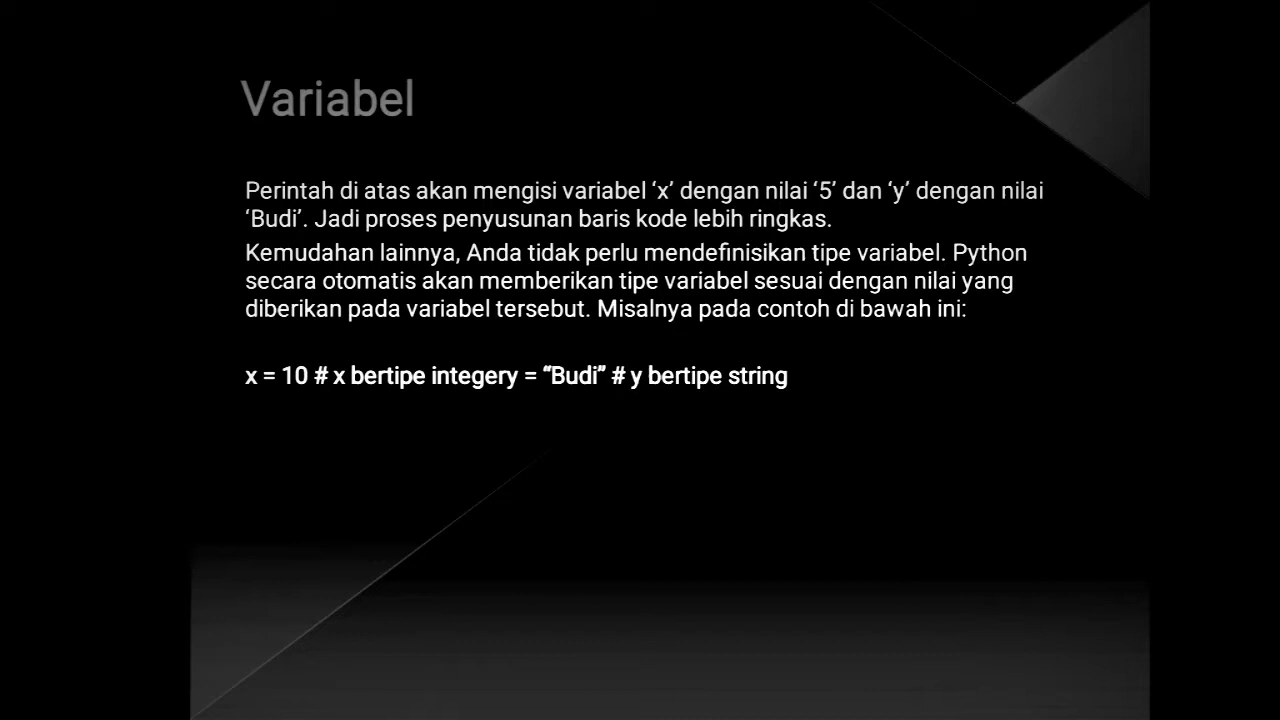 Variabel
Perintah di atas akan mengisi variabel ‘x’ dengan nilai ‘5’ dan ‘y’ dengan nilai
‘Budi’. Jadi proses penyusunan baris kode lebih ringkas.
Kemudahan lainnya, Anda tidak perlu mendefinisikan tipe variabel. Python
secara otomatis akan memberikan tipe variabel sesuai dengan nilai yang
diberikan pada variabel tersebut. Misalnya pada contoh di bawah ini:
x = 10 # x bertipe integery = “Budi” # y bertipe string